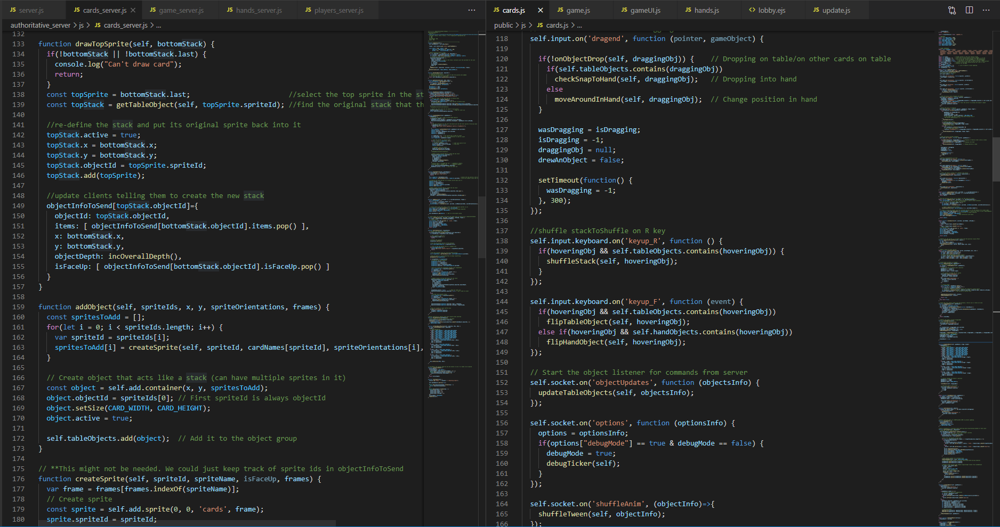 JS server.js
JS cards_server.js ×
JS game_server.js
JS hands_server.js
JS players_server.js
...
authoritative_server > js > JS cards_server.js > ...
132
133 function drawTopSprite(self, bottomStack) {
134 if(!bottomStack || !bottomStack.last) {
135 console.log("Can't draw card");
136 return;
137 }
138 const topSprite = bottomStack.last; //select the top sprite in the st
139 const topStack = getTableObject(self, topSprite.spriteId); //find the original stack that th
140
141 //re-define the stack and put its original sprite back into it
142 topStack.active = true;
143 topStack.x = bottomStack.x;
144 topStack.y = bottomStack.y;
145 topStack.objectId = topSprite.spriteId;
146 topStack.add(topSprite);
147
148 //update clients telling them to create the new stack
149 objectInfoToSend[topStack.objectId]={
150 objectId: topStack.objectId,
151 items: [ objectInfoToSend[bottomStack.objectId].items.pop() ],
152 x: bottomStack.x,
153 y: bottomStack.y,
154 objectDepth: incOverallDepth(),
155 isFaceUp: [ objectInfoToSend[bottomStack.objectId].isFaceUp.pop() ]
156 }
157 }
158
159 function addObject(self, spriteIds, x, y, spriteOrientations, frames) {
160 const spritesToAdd = [];
161 for(let i = 0; i < spriteIds.length; i++) {
162 var spriteId = spriteIds[i];
163 spritesToAdd[i] = createSprite(self, spriteId, cardNames[spriteId], spriteOrientations[i],
164 }
165
166 // Create object that acts like a stack (can have multiple sprites in it)
167 const object = self.add.container(x, y, spritesToAdd);
168 object.objectId = spriteIds[0]; // First spriteId is always objectId
169 object.setSize(CARD_WIDTH, CARD_HEIGHT);
170 object.active = true;
171
172 self.tableObjects.add(object); // Add it to the object group
173 }
174
175 // **This might not be needed. We could just keep track of sprite ids in objectInfoToSend
176 function createSprite(self, spriteId, spriteName, isFaceUp, frames) {
177 var frame = frames[frames.indexOf(spriteName)];
178 // Create sprite
179 const sprite = self.add.sprite(0, 0, 'cards', frame);
180 sprite.spriteId = spriteId;
JS cards.js ×
JS game.js
JS gameUI.js
JS hands.js
<> lobby.ejs
JS update.js
...
public > js > JS cards.js > ...
118 self.input.on('dragend', function (pointer, gameObject) {
119
120 if(!onObjectDrop(self, draggingObj)) { // Dropping on table/on other cards on table
121 if(self.tableObjects.contains(draggingObj))
122 checkSnapToHand(self, draggingObj); // Dropping into hand
123 else
124 moveAroundInHand(self, draggingObj); // Change position in hand
125 }
126
127 wasDragging = isDragging;
128 isDragging = -1;
129 draggingObj = null;
130 drewAnObject = false;
131
132 setTimeout(function() {
133 wasDragging = -1;
134 }, 300);
135 });
136
137 //shuffle stackToShuffle on R key
138 self.input.keyboard.on('keyup_R', function () {
139 if(hoveringObj && self.tableObjects.contains(hoveringObj)) {
140 shuffleStack(self, hoveringObj);
141 }
142 });
143
144 self.input.keyboard.on('keyup_F', function (event) {
145 if(hoveringObj && self.tableObjects.contains(hoveringObj))
146 flipTableObject(self, hoveringObj);
147 else if(hoveringObj && self.handObjects.contains(hoveringObj))
148 flipHandObject(self, hoveringObj);
149 });
150
151 // Start the object listener for commands from server
152 self.socket.on('objectUpdates', function (objectsInfo) {
153 updateTableObjects(self, objectsInfo);
154 });
155
156 self.socket.on('options', function (optionsInfo) {
157 options = optionsInfo;
158 if(options["debugMode"] == true & debugMode == false) {
159 debugMode = true;
160 debugTicker(self);
161 }
162 });
163
164 self.socket.on('shuffleAnim', (objectInfo)=>{
165 shuffleTween(self, objectInfo);
166 });